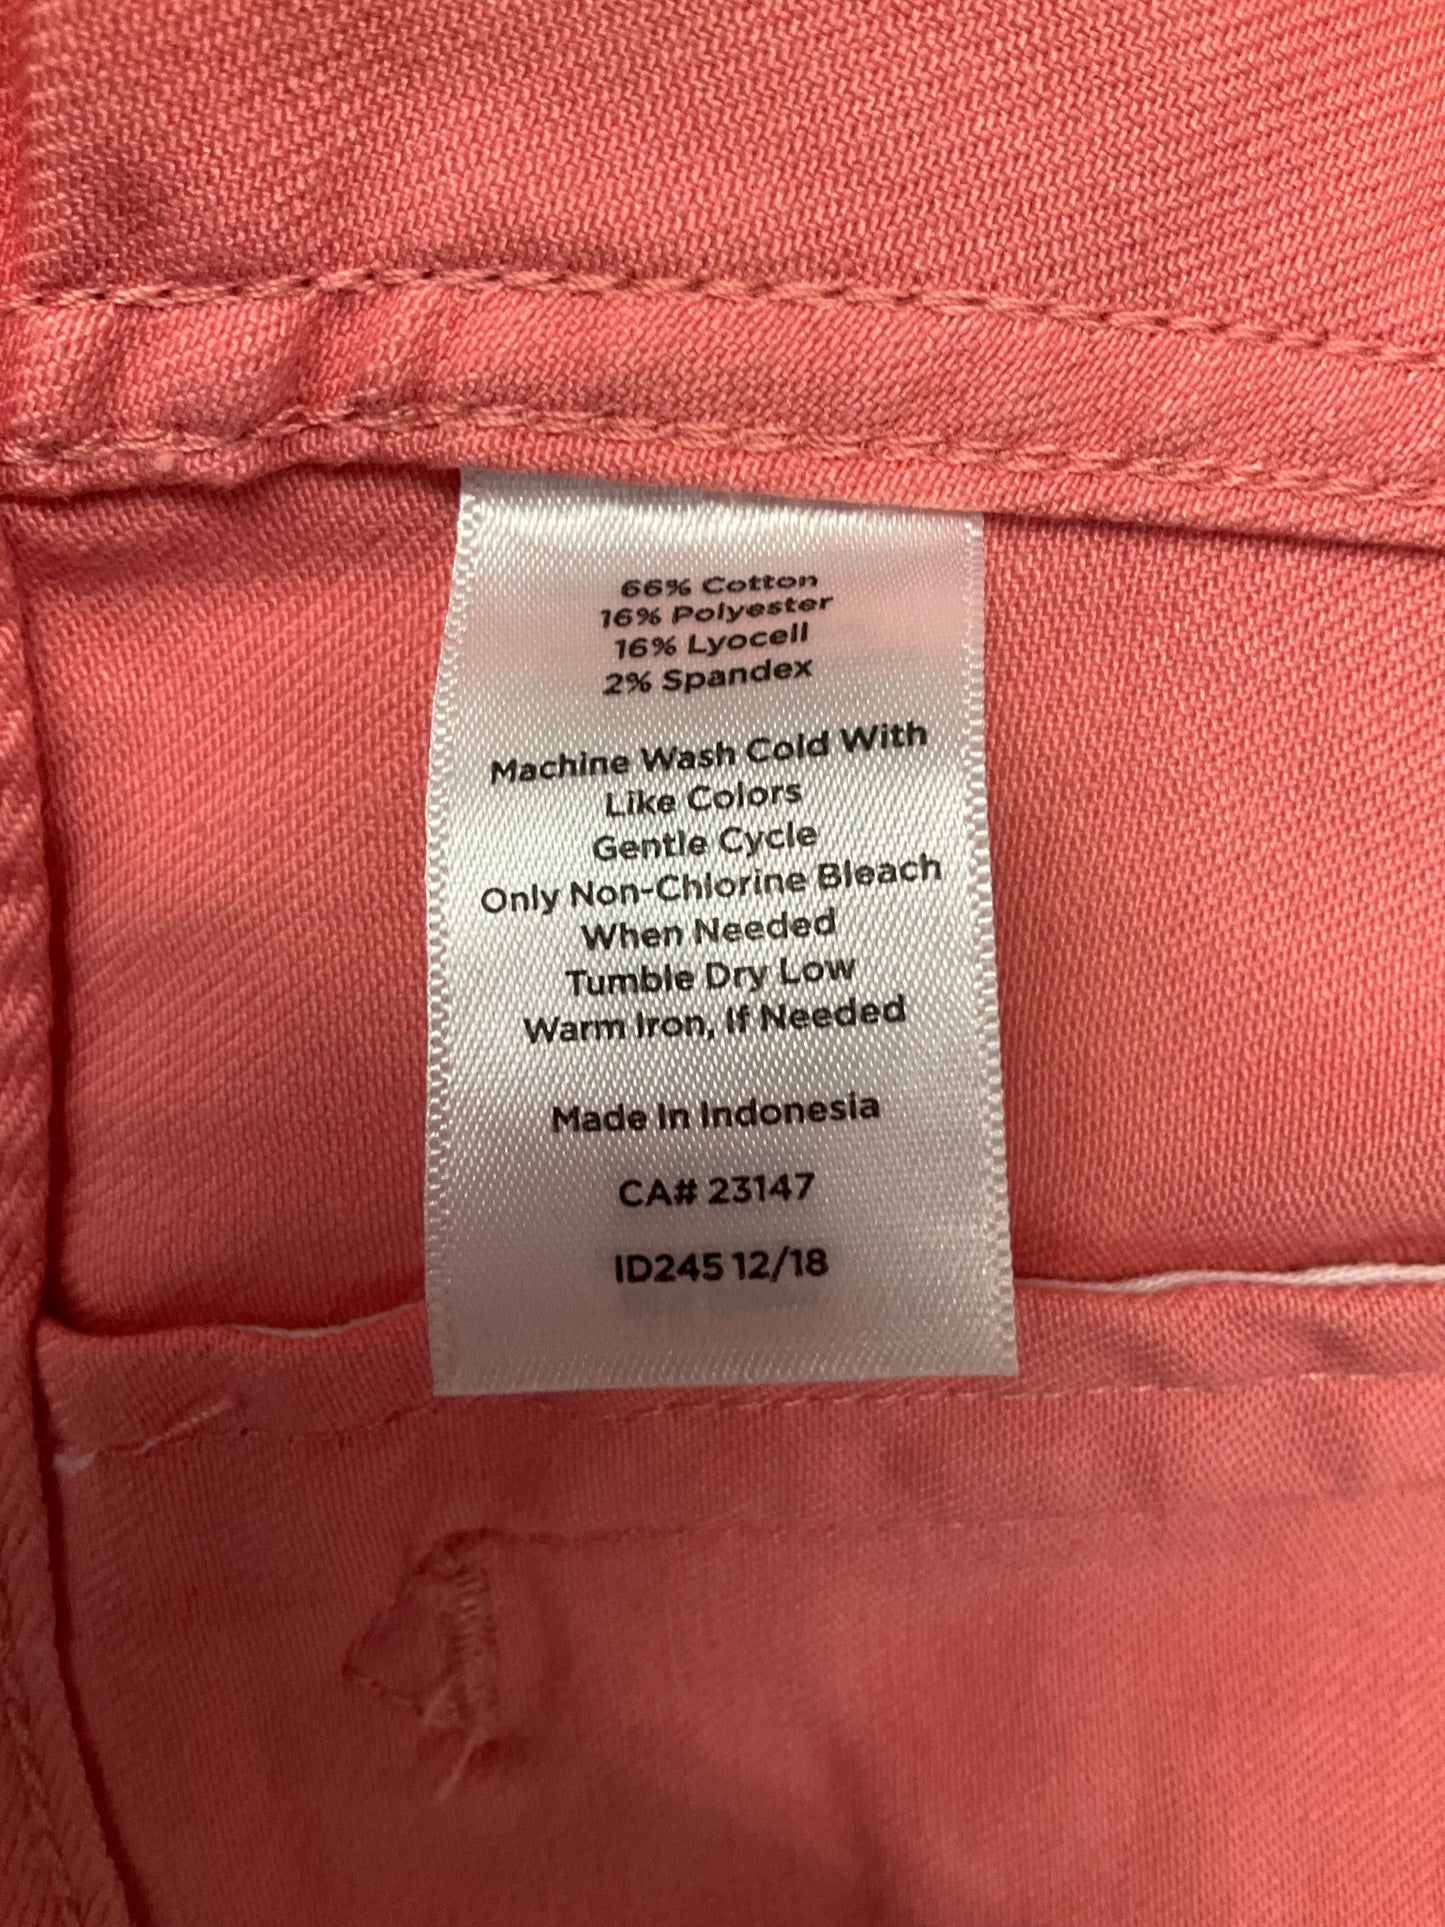 66% Cotton
16% Polyester
16% Lyocell
2% Spandex
Machine Wash Cold With
Like Colors
Gentle Cycle
Only Non-Chlorine Bleach
When Needed
Tumble Dry Low
Warm Iron, If Needed
Made In Indonesia
CA# 23147
ID245 12/18